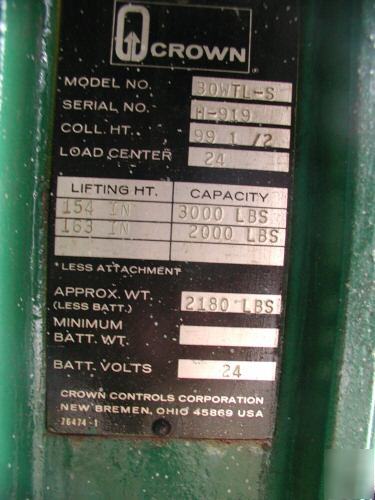 CROWN
MODEL NO. 30WTL-S
SERIAL NO. H-919
COLL. HT. 99 1/2
LOAD CENTER 24
LIFTING HT. CAPACITY
154 IN 3000 LBS
163 IN 2000 LBS
*LESS ATTACHMENT
APPROX. WT. 2180 LBS
(LESS BATT.)
MINIMUM
BATT. WT.
BATT. VOLTS 24
CROWN CONTROLS CORPORATION
NEW BREMEN, OHIO 45869 USA
76474-1